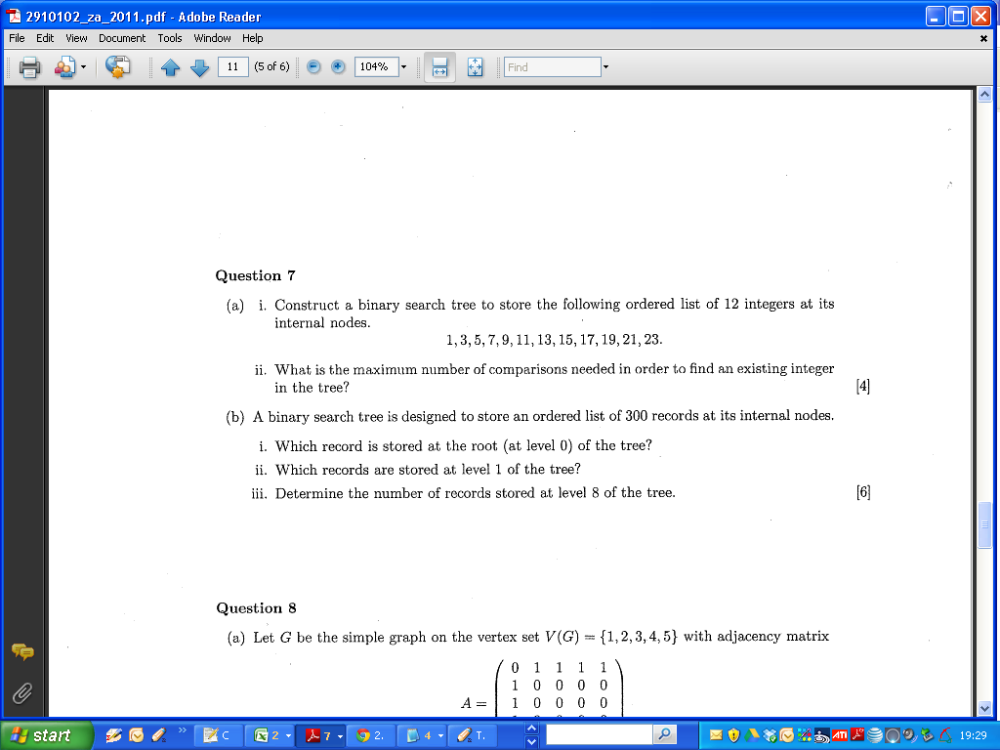 2910102_za_2011.pdf - Adobe Reader
File Edit View Document Tools Window Help
11 (5 of 6) 104% Find
Question 7
(a) i. Construct a binary search tree to store the following ordered list of 12 integers at its
internal nodes.
1, 3, 5, 7, 9, 11, 13, 15, 17, 19, 21, 23.
ii. What is the maximum number of comparisons needed in order to find an existing integer
in the tree? [4]
(b) A binary search tree is designed to store an ordered list of 300 records at its internal nodes.
i. Which record is stored at the root (at level 0) of the tree?
ii. Which records are stored at level 1 of the tree?
iii. Determine the number of records stored at level 8 of the tree. [6]
Question 8
(a) Let G be the simple graph on the vertex set V(G) = {1, 2, 3, 4, 5} with adjacency matrix
0 1 1 1 1
1 0 0 0 0
A = 1 0 0 0 0
start C 2 7 2. 4 T. ATI 19:29